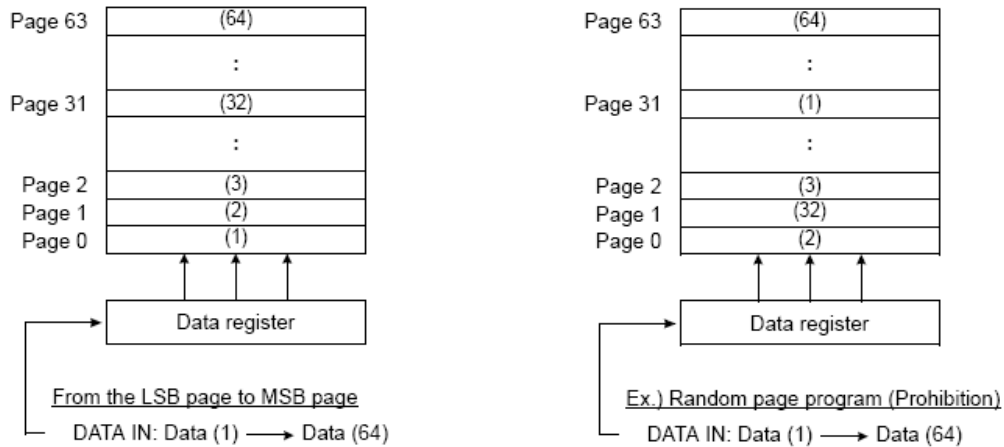 Page 63 (64)
:
Page 31 (32)
:
Page 2 (3)
Page 1 (2)
Page 0 (1)
Data register
From the LSB page to MSB page
DATA IN: Data (1) → Data (64)
Page 63 (64)
:
Page 31 (1)
:
Page 2 (3)
Page 1 (32)
Page 0 (2)
Data register
Ex.) Random page program (Prohibition)
DATA IN: Data (1) → Data (64)